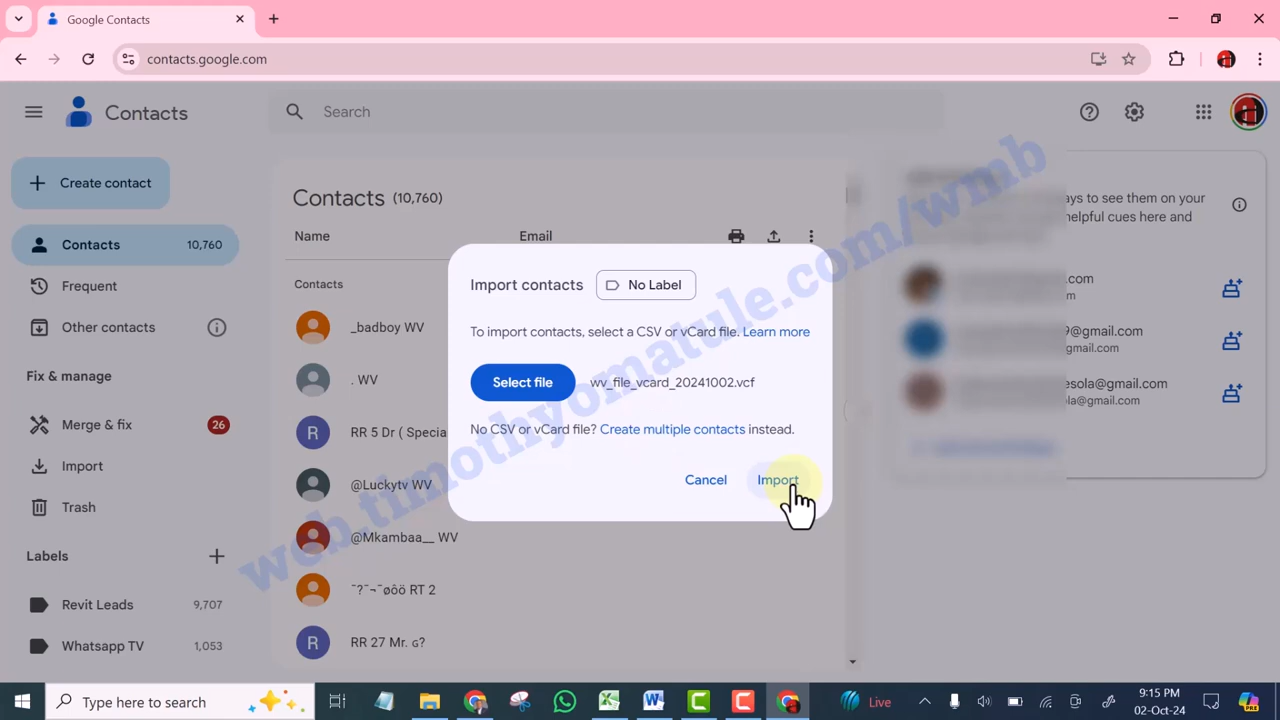 Google Contacts
contacts.google.com
Contacts
Search
Create contact
Contacts (10,760)
Name Email
Contacts 10,760
Frequent
Other contacts
Fix & manage
Merge & fix 26
Import
Trash
Labels
Revit Leads 9,707
Whatsapp TV 1,053
Contacts
_badboy WV
. WV
R RR 5 Dr ( Specia
@Luckytv WV
@Mkambaa__ WV
¯?¯¬¯øôö RT 2
R RR 27 Mr. G?
Import contacts No Label
To import contacts, select a CSV or vCard file. Learn more
Select file wv_file_vcard_20241002.vcf
No CSV or vCard file? Create multiple contacts instead.
Cancel Import
ays to see them on your
helpful cues here and
.com
9@gmail.com
gmail.com
esola@gmail.com
@gmail.com
web.timothyomatule.com/wmb
Type here to search
Live
9:15 PM
02-Oct-24
PRE